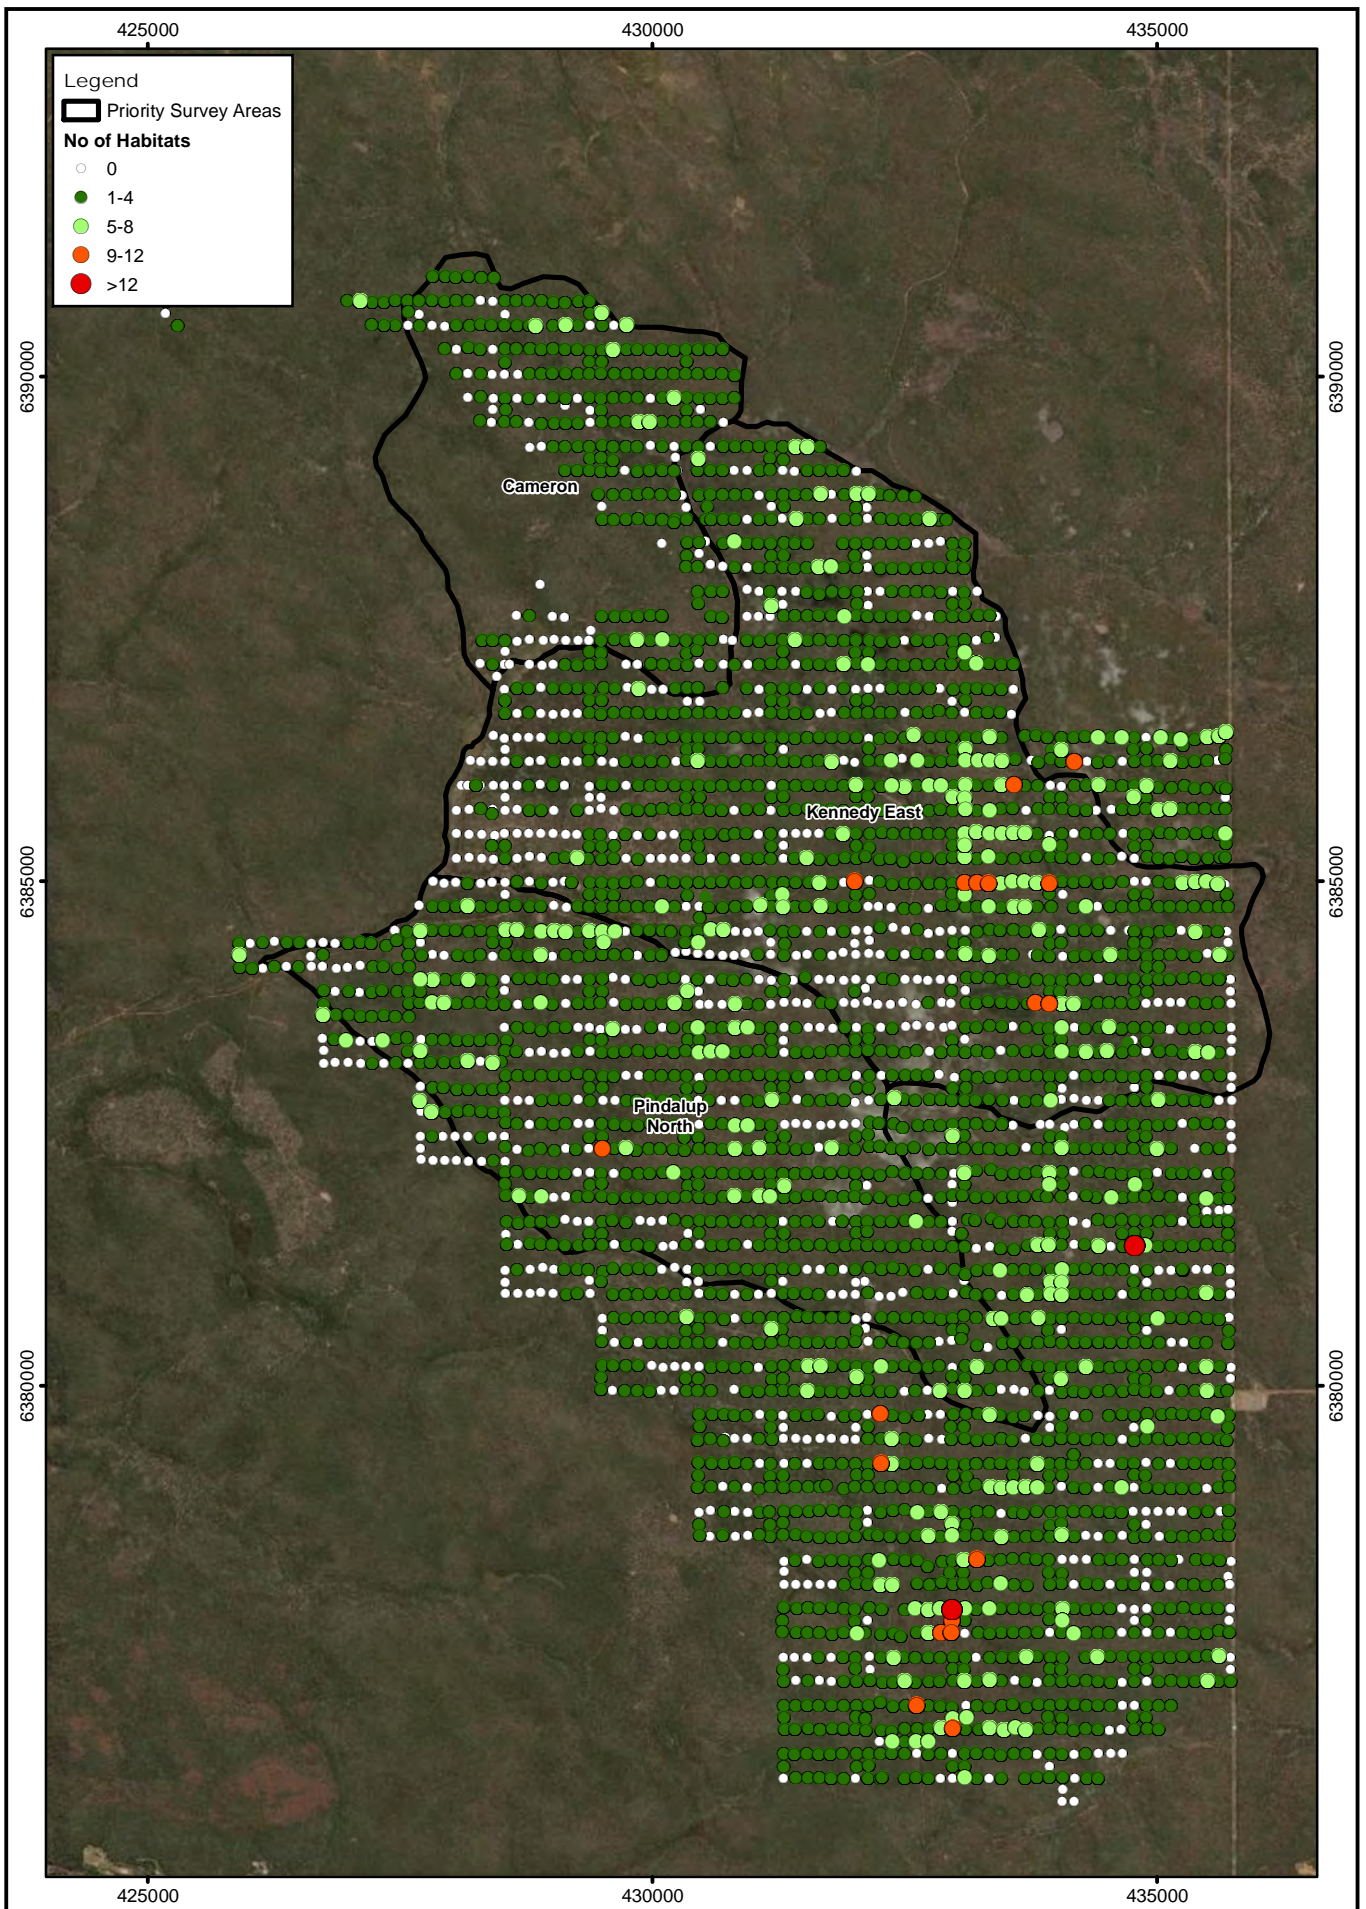 425000 430000 435000
Legend
Priority Survey Areas
No of Habitats
0
1-4
5-8
9-12
>12
6390000 6390000
Cameron
Kennedy East
6385000 6385000
Pindalup
North
6380000 6380000
425000 430000 435000